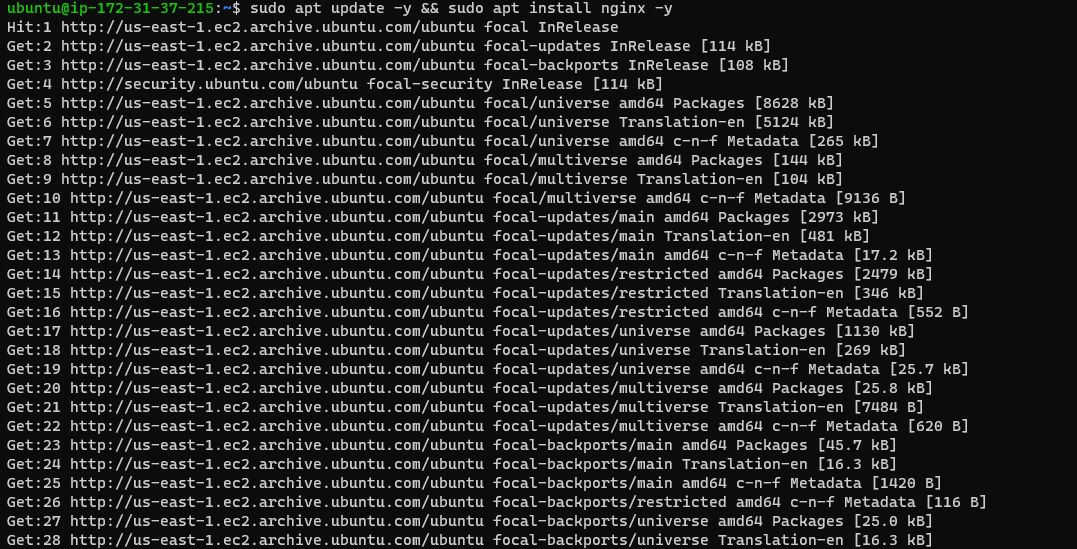 ubuntu@ip-172-31-37-215:~$ sudo apt update -y && sudo apt install nginx -y
Hit:1 http://us-east-1.ec2.archive.ubuntu.com/ubuntu focal InRelease
Get:2 http://us-east-1.ec2.archive.ubuntu.com/ubuntu focal-updates InRelease [114 kB]
Get:3 http://us-east-1.ec2.archive.ubuntu.com/ubuntu focal-backports InRelease [108 kB]
Get:4 http://security.ubuntu.com/ubuntu focal-security InRelease [114 kB]
Get:5 http://us-east-1.ec2.archive.ubuntu.com/ubuntu focal/universe amd64 Packages [8628 kB]
Get:6 http://us-east-1.ec2.archive.ubuntu.com/ubuntu focal/universe Translation-en [5124 kB]
Get:7 http://us-east-1.ec2.archive.ubuntu.com/ubuntu focal/universe amd64 c-n-f Metadata [265 kB]
Get:8 http://us-east-1.ec2.archive.ubuntu.com/ubuntu focal/multiverse amd64 Packages [144 kB]
Get:9 http://us-east-1.ec2.archive.ubuntu.com/ubuntu focal/multiverse Translation-en [104 kB]
Get:10 http://us-east-1.ec2.archive.ubuntu.com/ubuntu focal/multiverse amd64 c-n-f Metadata [9136 B]
Get:11 http://us-east-1.ec2.archive.ubuntu.com/ubuntu focal-updates/main amd64 Packages [2973 kB]
Get:12 http://us-east-1.ec2.archive.ubuntu.com/ubuntu focal-updates/main Translation-en [481 kB]
Get:13 http://us-east-1.ec2.archive.ubuntu.com/ubuntu focal-updates/main amd64 c-n-f Metadata [17.2 kB]
Get:14 http://us-east-1.ec2.archive.ubuntu.com/ubuntu focal-updates/restricted amd64 Packages [2479 kB]
Get:15 http://us-east-1.ec2.archive.ubuntu.com/ubuntu focal-updates/restricted Translation-en [346 kB]
Get:16 http://us-east-1.ec2.archive.ubuntu.com/ubuntu focal-updates/restricted amd64 c-n-f Metadata [552 B]
Get:17 http://us-east-1.ec2.archive.ubuntu.com/ubuntu focal-updates/universe amd64 Packages [1130 kB]
Get:18 http://us-east-1.ec2.archive.ubuntu.com/ubuntu focal-updates/universe Translation-en [269 kB]
Get:19 http://us-east-1.ec2.archive.ubuntu.com/ubuntu focal-updates/universe amd64 c-n-f Metadata [25.7 kB]
Get:20 http://us-east-1.ec2.archive.ubuntu.com/ubuntu focal-updates/multiverse amd64 Packages [25.8 kB]
Get:21 http://us-east-1.ec2.archive.ubuntu.com/ubuntu focal-updates/multiverse Translation-en [7484 B]
Get:22 http://us-east-1.ec2.archive.ubuntu.com/ubuntu focal-updates/multiverse amd64 c-n-f Metadata [620 B]
Get:23 http://us-east-1.ec2.archive.ubuntu.com/ubuntu focal-backports/main amd64 Packages [45.7 kB]
Get:24 http://us-east-1.ec2.archive.ubuntu.com/ubuntu focal-backports/main Translation-en [16.3 kB]
Get:25 http://us-east-1.ec2.archive.ubuntu.com/ubuntu focal-backports/main amd64 c-n-f Metadata [1420 B]
Get:26 http://us-east-1.ec2.archive.ubuntu.com/ubuntu focal-backports/restricted amd64 c-n-f Metadata [116 B]
Get:27 http://us-east-1.ec2.archive.ubuntu.com/ubuntu focal-backports/universe amd64 Packages [25.0 kB]
Get:28 http://us-east-1.ec2.archive.ubuntu.com/ubuntu focal-backports/universe Translation-en [16.3 kB]